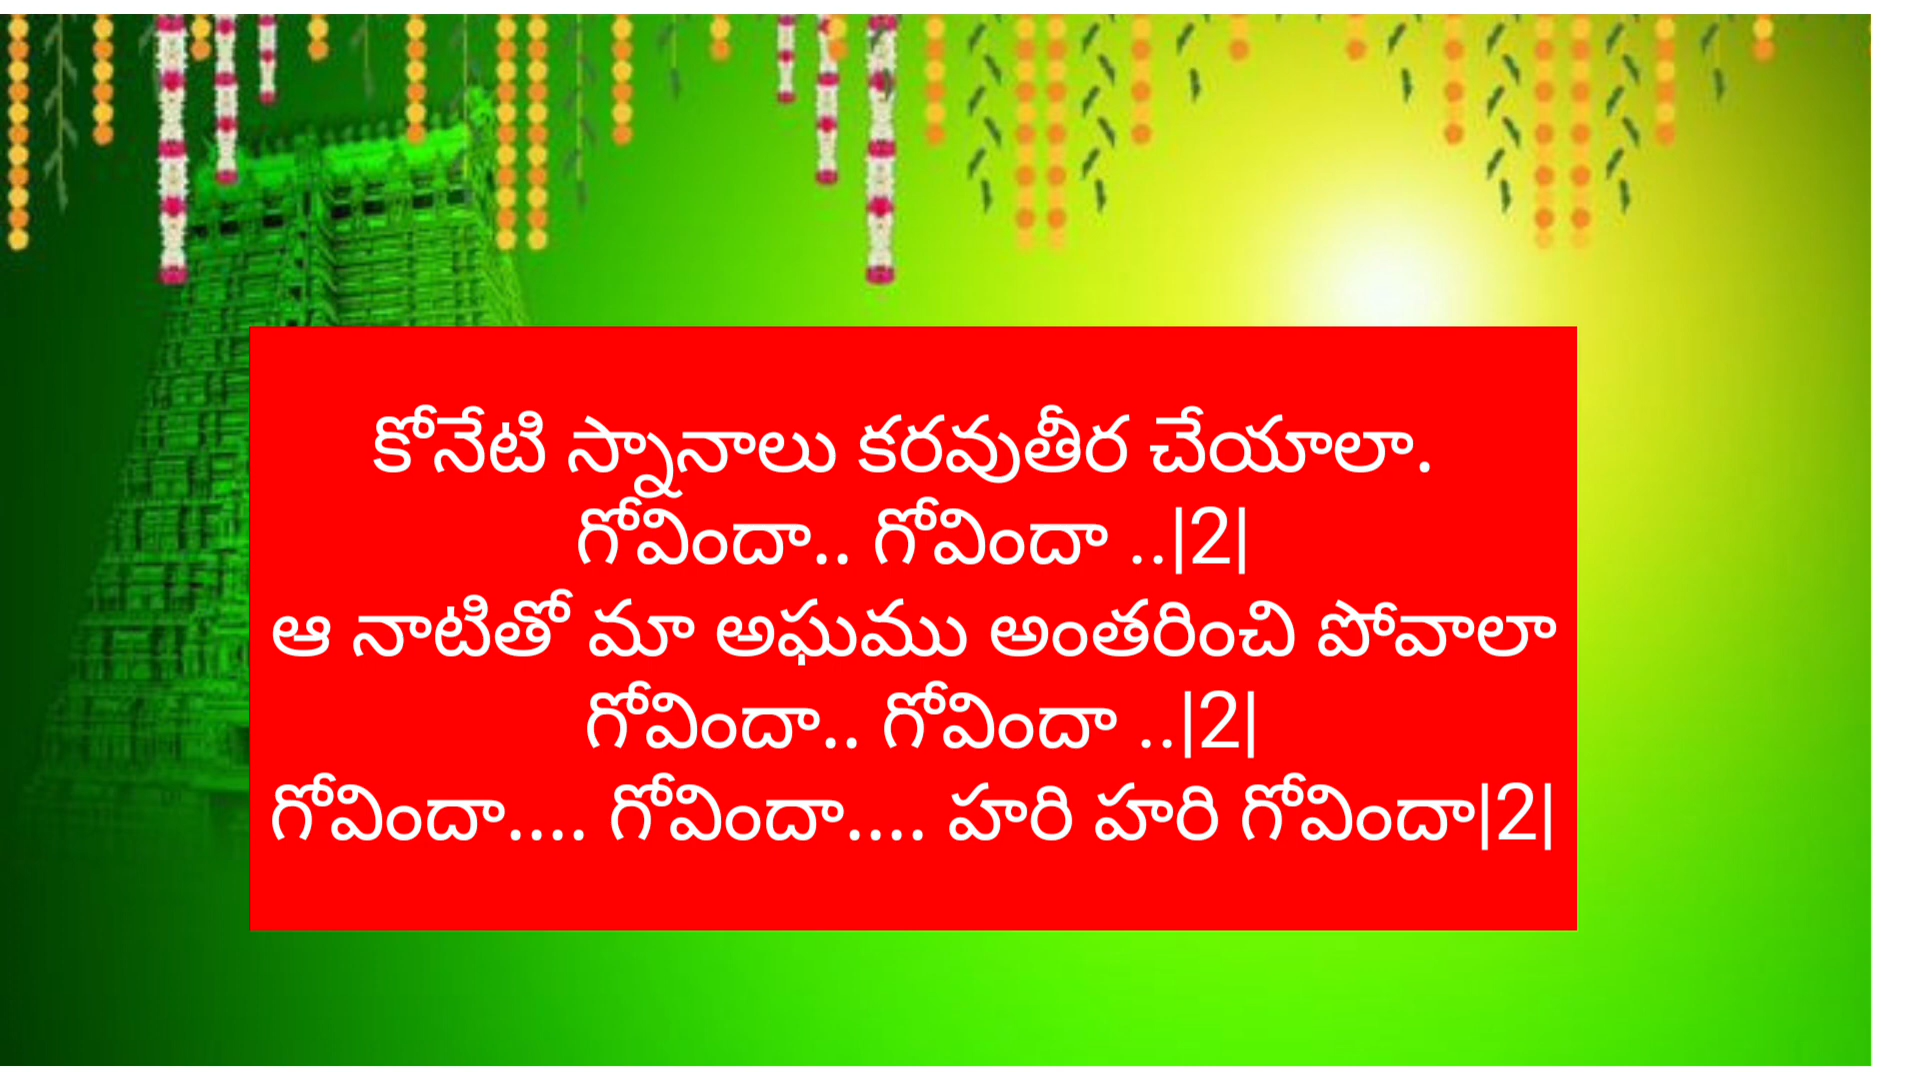 కోనేటి స్నానాలు కరవుతీర చేయాలా.
గోవిందా.. గోవిందా ..|2|
ఆ నాటితో మా అఘము అంతరించి పోవాలా
గోవిందా.. గోవిందా ..|2|
గోవిందా.... గోవిందా.... హరి హరి గోవిందా|2|